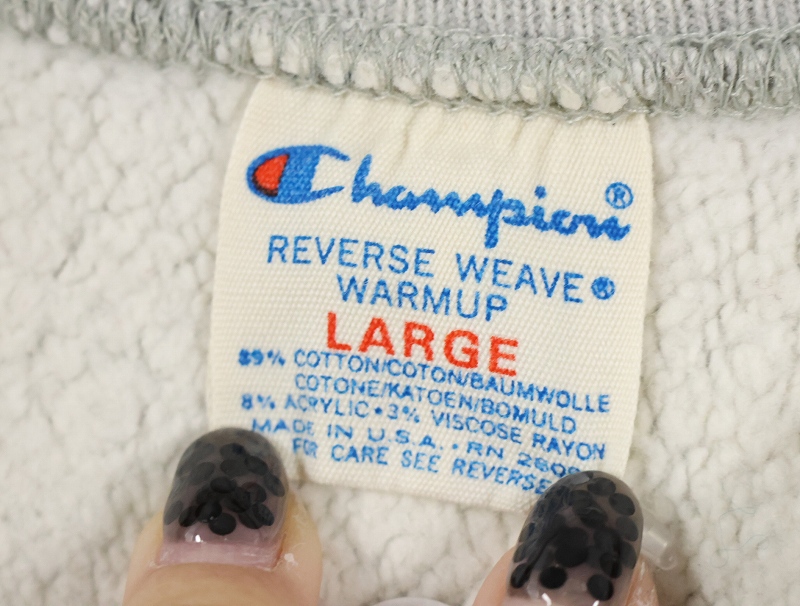 Champion®
REVERSE WEAVE®
WARMUP
LARGE
89% COTTON/COTON/BAUMWOLLE
COTONE/KATOEN/BOMULD
8% ACRYLIC • 3% VISCOSE RAYON
MADE IN U.S.A. • RN
FOR CARE SEE REVERSE